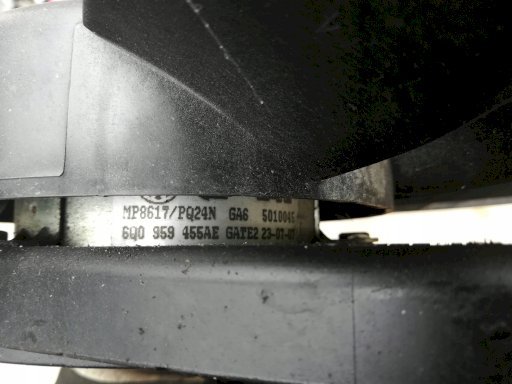 MP8617/PQ24N GA6 5010045
6Q0 959 455AE GATE2 23-07-07